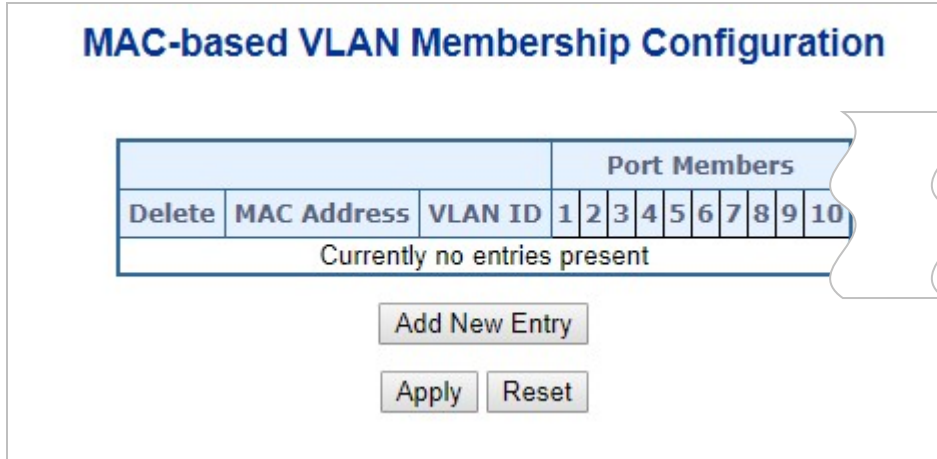 MAC-based VLAN Membership Configuration
Port Members
Delete MAC Address VLAN ID 1 2 3 4 5 6 7 8 9 10
Currently no entries present
Add New Entry
Apply Reset